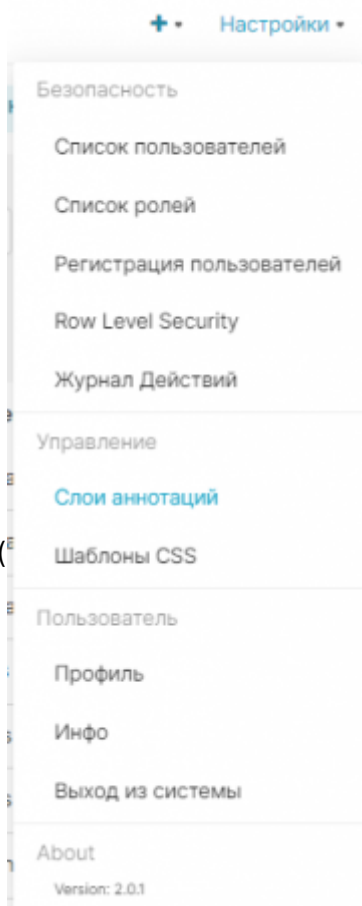 + Настройки
Безопасность
Список пользователей
Список ролей
Регистрация пользователей
Row Level Security
Журнал Действий
Управление
Слои аннотаций
(
Шаблоны CSS
Пользователь
Профиль
Инфо
Выход из системы
About
Version: 2.0.1